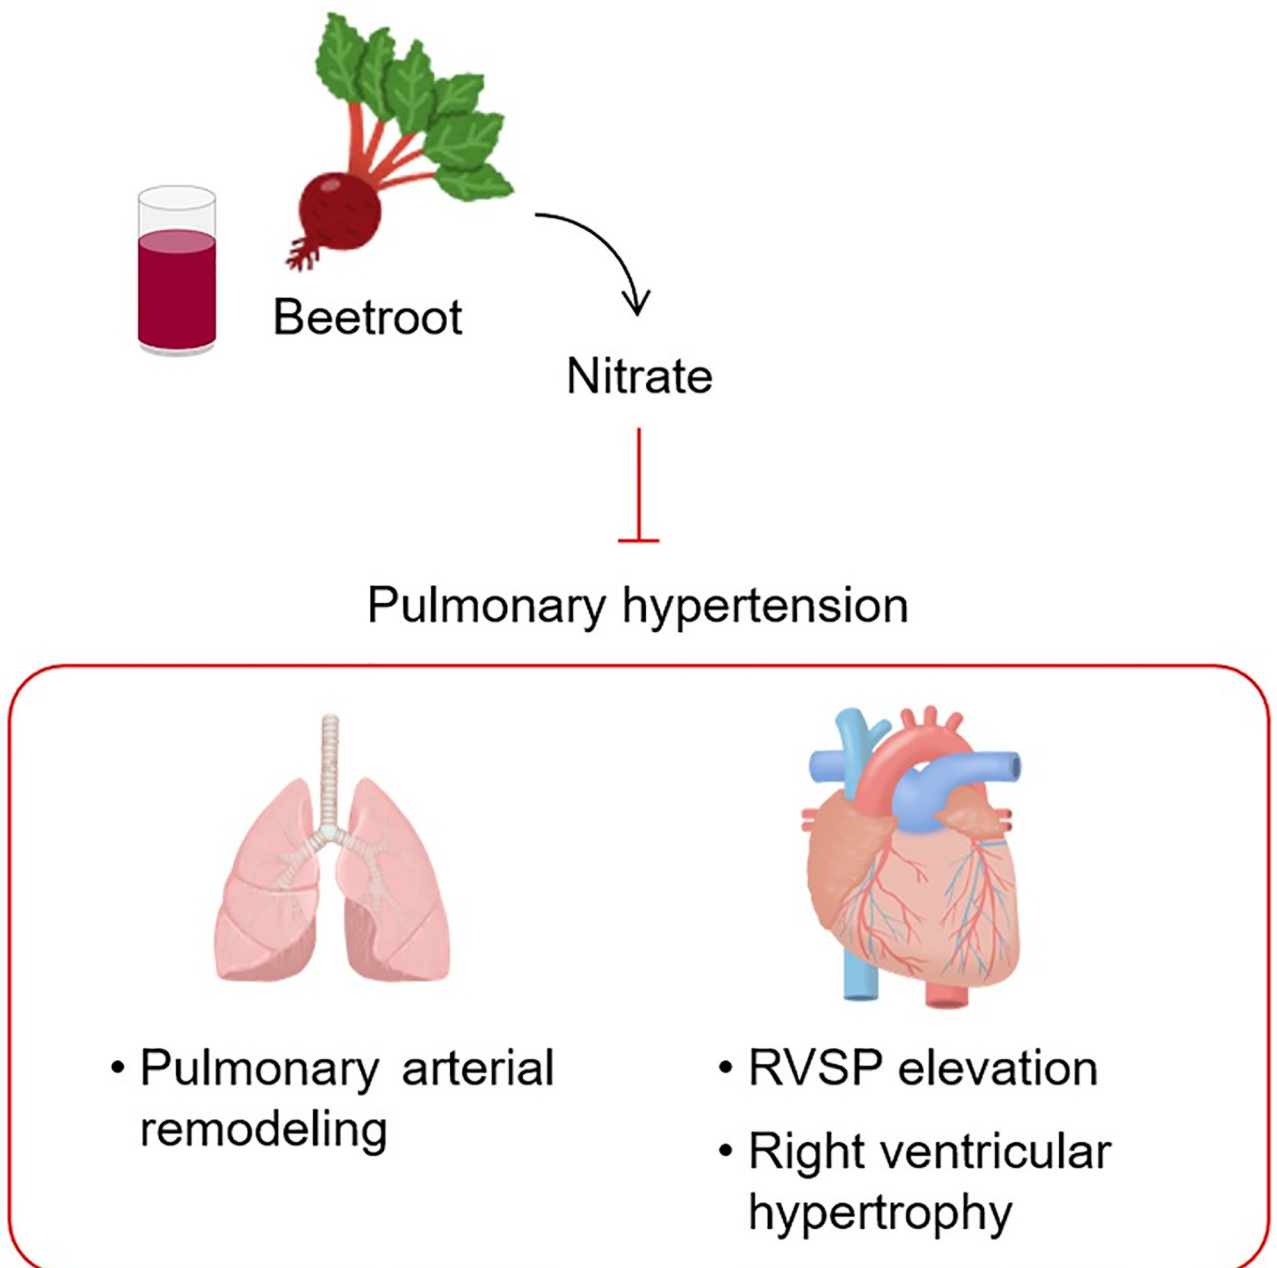 Beetroot
Nitrate
Pulmonary hypertension
• Pulmonary arterial
remodeling
• RVSP elevation
• Right ventricular
hypertrophy